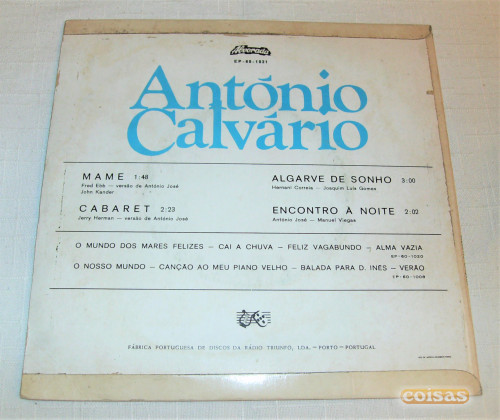 Alvorada
EP-60-1031
António
Calvário
MAME 1:48
Fred Ebb — versão de António José
John Kander
CABARET 2:23
Jerry Herman — versão de António José
ALGARVE DE SONHO 3:00
Hernani Correia — Joaquim Luis Gomes
ENCONTRO À NOITE 2:02
António José — Manuel Viegas
O MUNDO DOS MARES FELIZES — CAI A CHUVA — FELIZ VAGABUNDO — ALMA VAZIA
EP-60-1020
O NOSSO MUNDO — CANÇÃO AO MEU PIANO VELHO — BALADA PARA D. INÊS — VERÃO
EP-60-1008
FÁBRICA PORTUGUESA DE DISCOS DA RÁDIO TRIUNFO, LDA. — PORTO — PORTUGAL
coisas